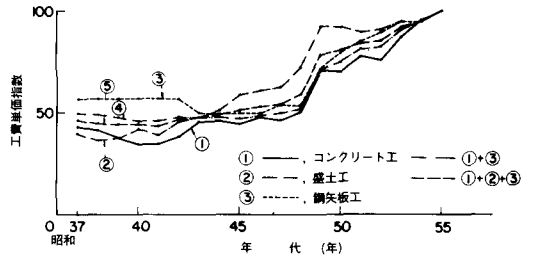 100
工費単価指数
⑤
③
④
50
②
①
① , コンクリート工
①+③
② , 盛土工
①+②+③
③ , 鋼矢板工
0 37 40 45 50 55
昭和
年 代 (年)